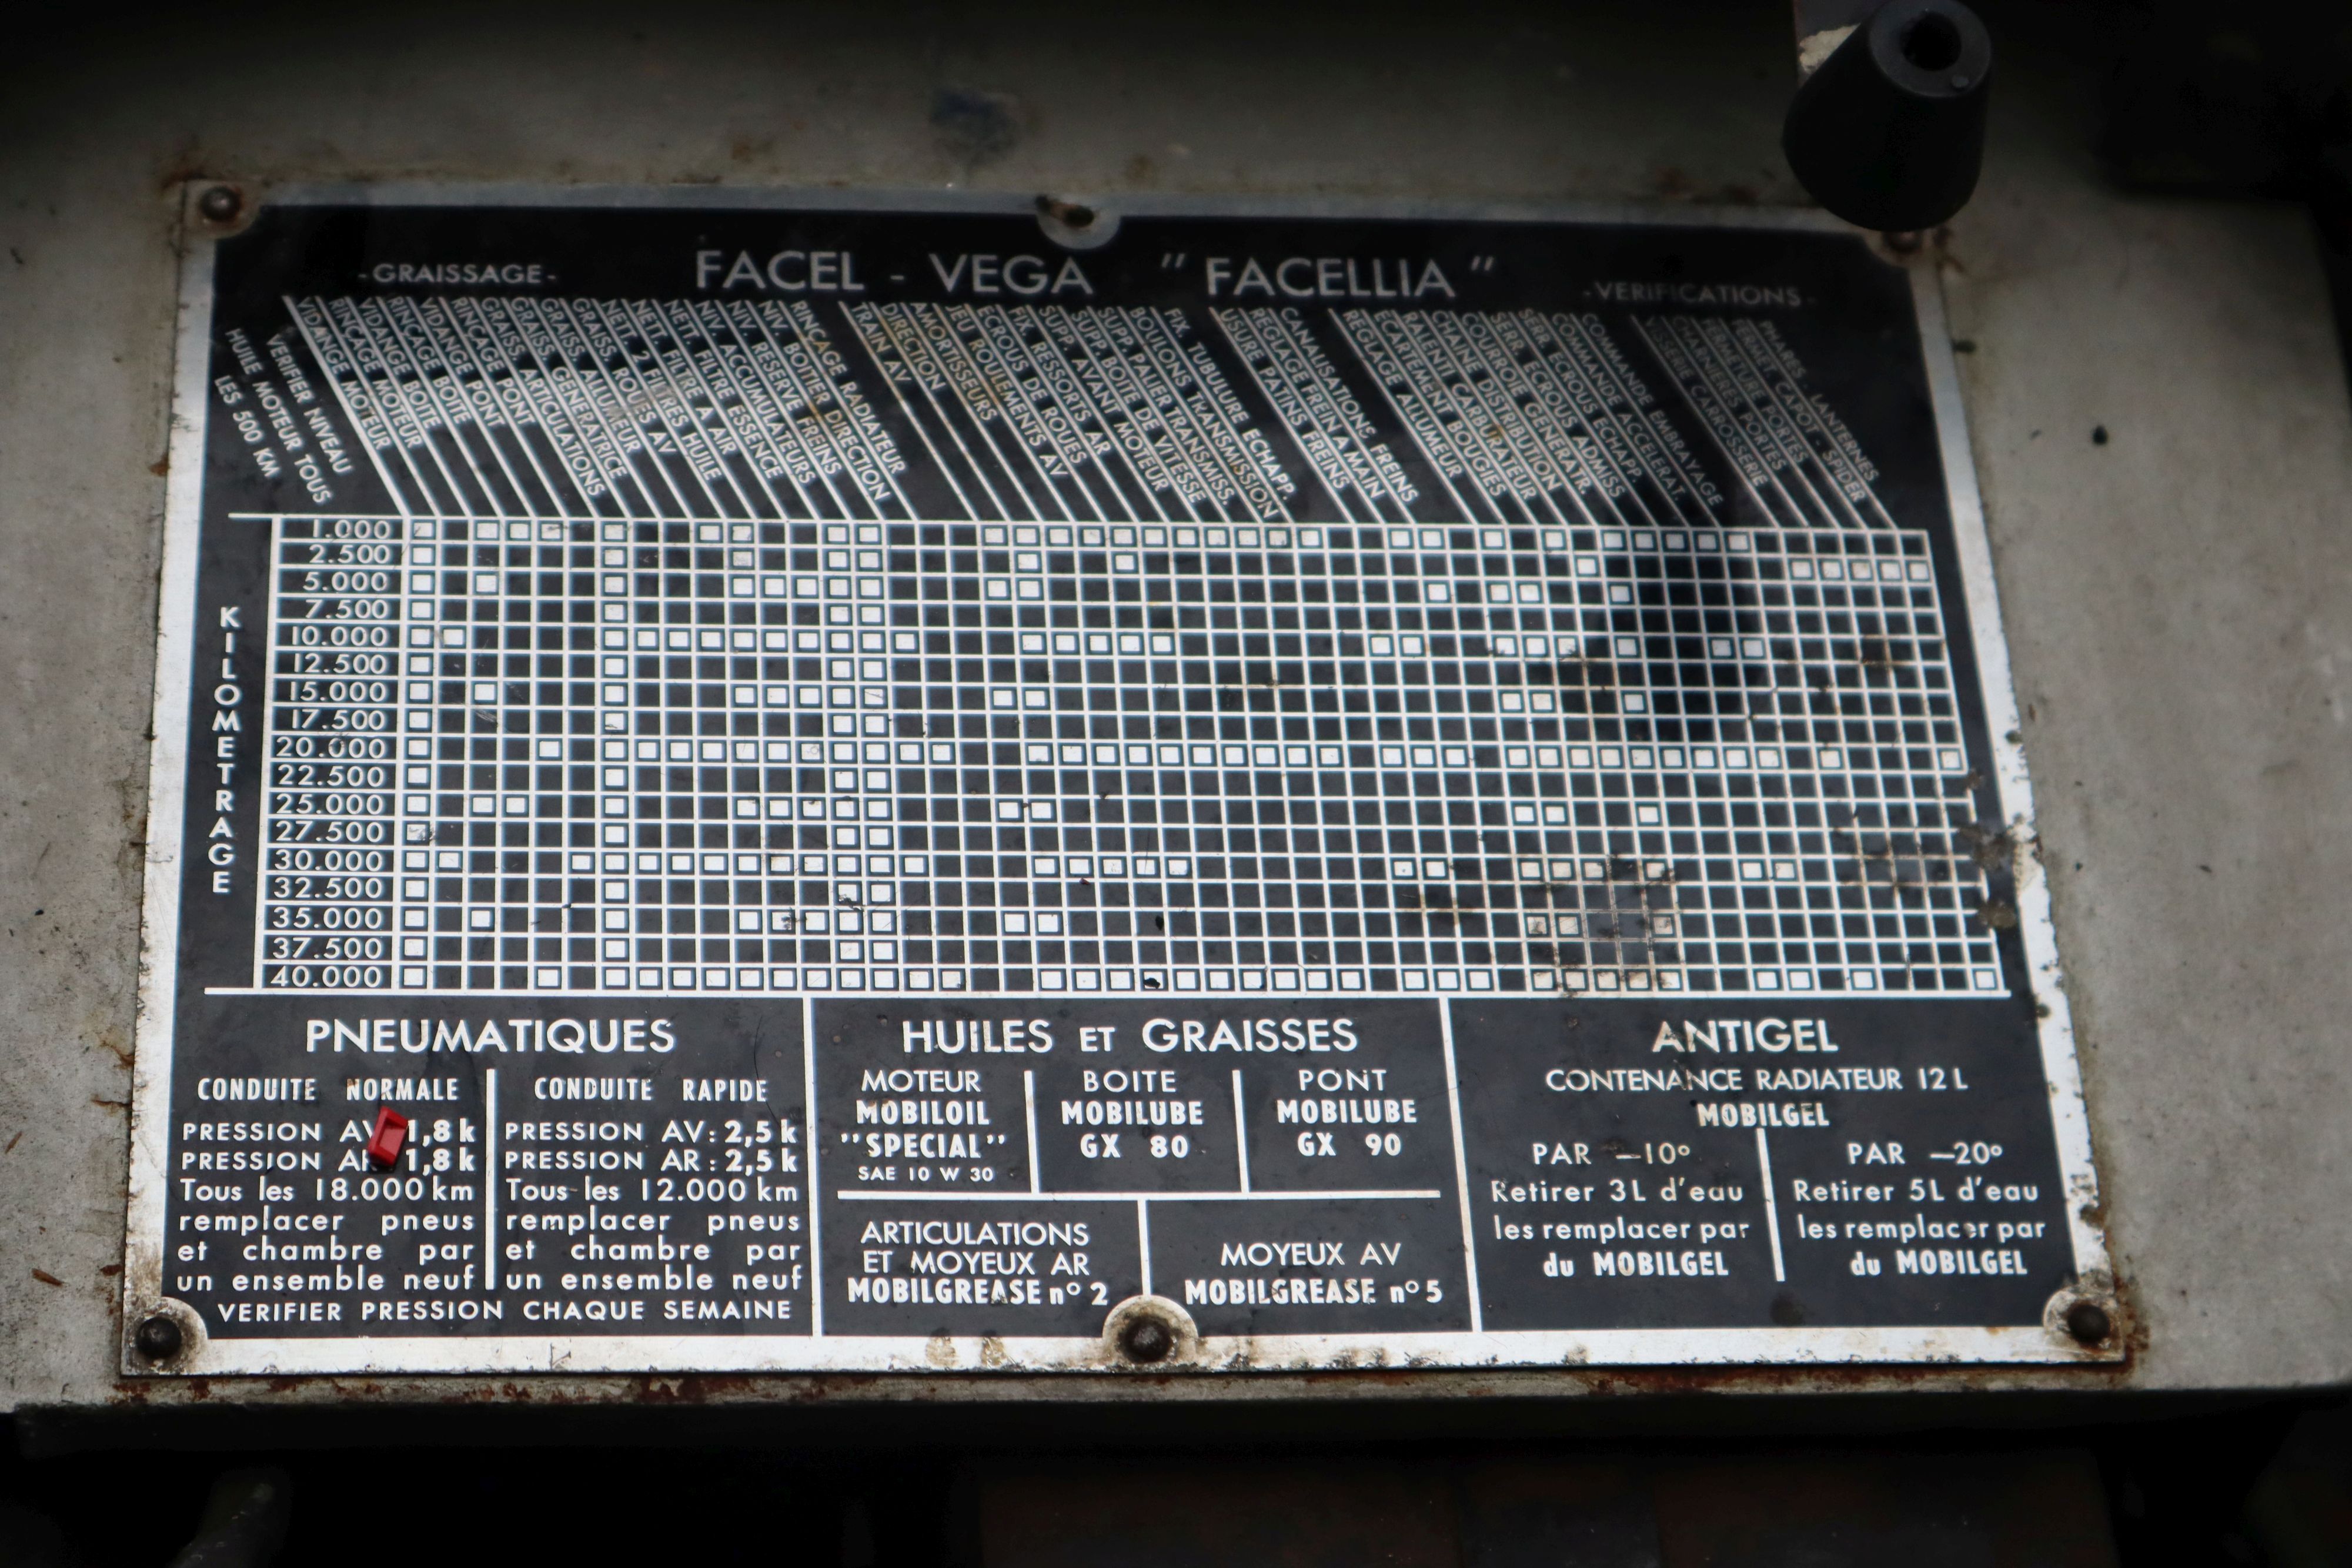 -GRAISSAGE-
FACEL - VEGA " FACELLIA "
-VERIFICATIONS-
VERIFIER NIVEAU
HUILE MOTEUR TOUS
LES 500 KM
VIDANGE MOTEUR
RINÇAGE MOTEUR
VIDANGE BOITE
RINÇAGE BOITE
VIDANGE PONT
RINÇAGE PONT
GRAISS. ARTICULATIONS
GRAISS. GENERATRICE
GRAISS. ALLUMEUR
GRAISS. ROUES AV
NETT. 2 FILTRES HUILE
NETT. FILTRE A AIR
NETT. FILTRE ESSENCE
NIV. ACCUMULATEURS
NIV. RESERVE FREINS
NIV. BOITIER DIRECTION
RINÇAGE RADIATEUR
TRAIN AV
DIRECTION
AMORTISSEURS
JEU ROULEMENTS AV
ECROUS DE ROUES
FIX. RESSORTS AR
SUPP. AVANT MOTEUR
SUPP. BOITE DE VITESSE
SUPP. PALIER TRANSMISS.
BOULONS TRANSMISSION
FIX. TUBULURE ECHAPP.
USURE PATINS FREINS
REGLAGE FREIN A MAIN
CANALISATIONS FREINS
REGLAGE ALLUMEUR
ECARTEMENT BOUGIES
RALENTI CARBURATEUR
CHAINE DISTRIBUTION
COURROIE GENERATR.
SERR. ECROUS ADMISS
SERR. ECROUS ECHAPP.
COMMANDE ACCELERAT.
COMMANDE EMBRAYAGE
VISSERIE CARROSSERIE
CHARNIERES PORTES
FERMETURE PORTES
FERMET. CAPOT - SPIDER
PHARES - LANTERNES
KILOMETRAGE
1.000
2.500
5.000
7.500
10.000
12.500
15.000
17.500
20.000
22.500
25.000
27.500
30.000
32.500
35.000
37.500
40.000
PNEUMATIQUES
CONDUITE NORMALE
PRESSION AV 1,8 k
PRESSION AR 1,8 k
Tous les 18.000 km
remplacer pneus
et chambre par
un ensemble neuf
CONDUITE RAPIDE
PRESSION AV : 2,5 k
PRESSION AR : 2,5 k
Tous les 12.000 km
remplacer pneus
et chambre par
un ensemble neuf
VERIFIER PRESSION CHAQUE SEMAINE
HUILES ET GRAISSES
MOTEUR
MOBILOIL
"SPECIAL"
SAE 10 W 30
BOITE
MOBILUBE
GX 80
PONT
MOBILUBE
GX 90
ARTICULATIONS
ET MOYEUX AR
MOBILGREASE n° 2
MOYEUX AV
MOBILGREASE n° 5
ANTIGEL
CONTENANCE RADIATEUR 12 L
MOBILGEL
PAR –10°
Retirer 3L d'eau
les remplacer par
du MOBILGEL
PAR –20°
Retirer 5L d'eau
les remplacer par
du MOBILGEL